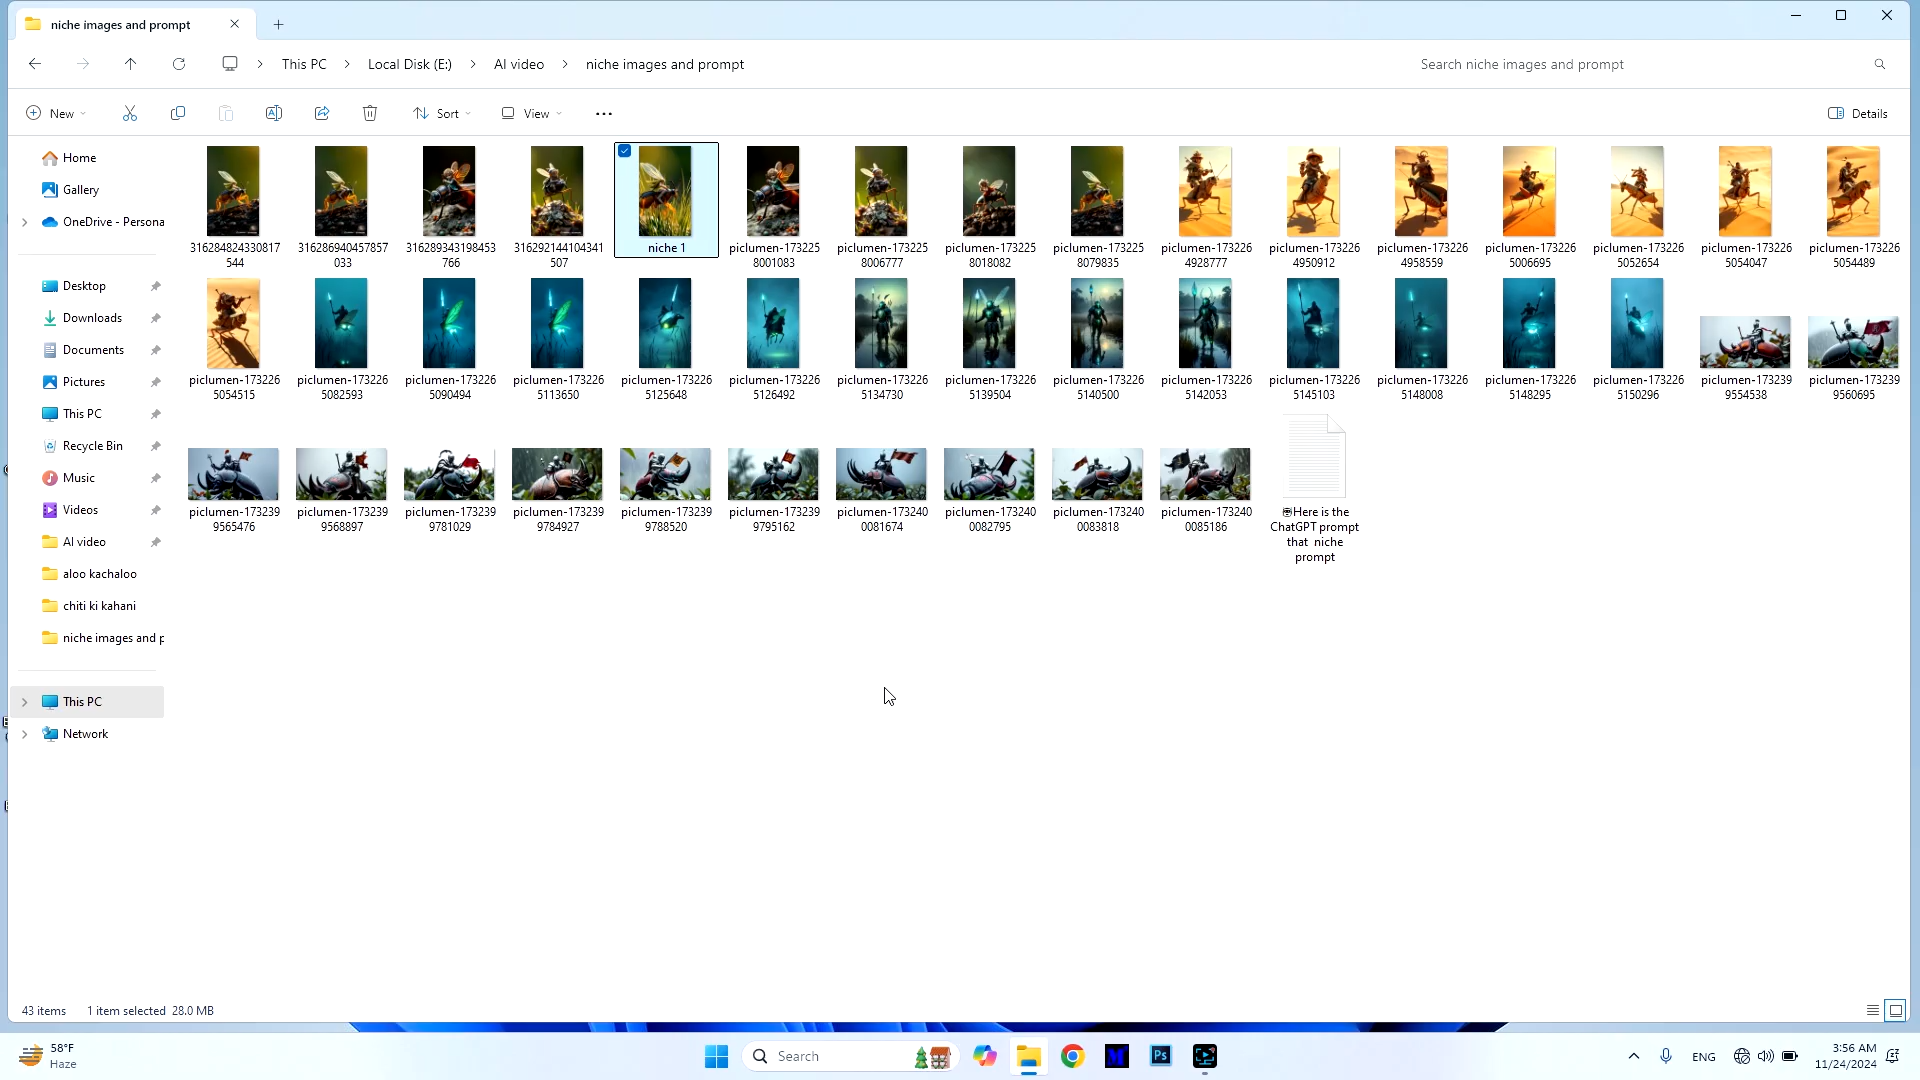 niche images and prompt
This PC
Local Disk (E:)
AI video
niche images and prompt
Search niche images and prompt
New
Sort
View
Details
Home
Gallery
OneDrive - Persona
Desktop
Downloads
Documents
Pictures
This PC
Recycle Bin
Music
Videos
AI video
aloo kachaloo
chiti ki kahani
niche images and p
This PC
Network
316284824330817
544
316286940457857
033
316289343198453
766
316292144104341
507
niche 1
piclumen-173225
8001083
piclumen-173225
8006777
piclumen-173225
8018082
piclumen-173225
8079835
piclumen-173226
4928777
piclumen-173226
4950912
piclumen-173226
4958559
piclumen-173226
5006695
piclumen-173226
5052654
piclumen-173226
5054047
piclumen-173226
5054489
piclumen-173226
5054515
piclumen-173226
5082593
piclumen-173226
5090494
piclumen-173226
5113650
piclumen-173226
5125648
piclumen-173226
5126492
piclumen-173226
5134730
piclumen-173226
5139504
piclumen-173226
5140500
piclumen-173226
5142053
piclumen-173226
5145103
piclumen-173226
5148008
piclumen-173226
5148295
piclumen-173226
5150296
piclumen-173239
9554538
piclumen-173239
9560695
piclumen-173239
9565476
piclumen-173239
9568897
piclumen-173239
9781029
piclumen-173239
9784927
piclumen-173239
9788520
piclumen-173239
9795162
piclumen-173240
0081674
piclumen-173240
0082795
piclumen-173240
0083818
piclumen-173240
0085186
Here is the
ChatGPT prompt
that niche
prompt
43 items
1 item selected 28.0 MB
58°F
Haze
Search
M
Ps
ENG
3:56 AM
11/24/2024